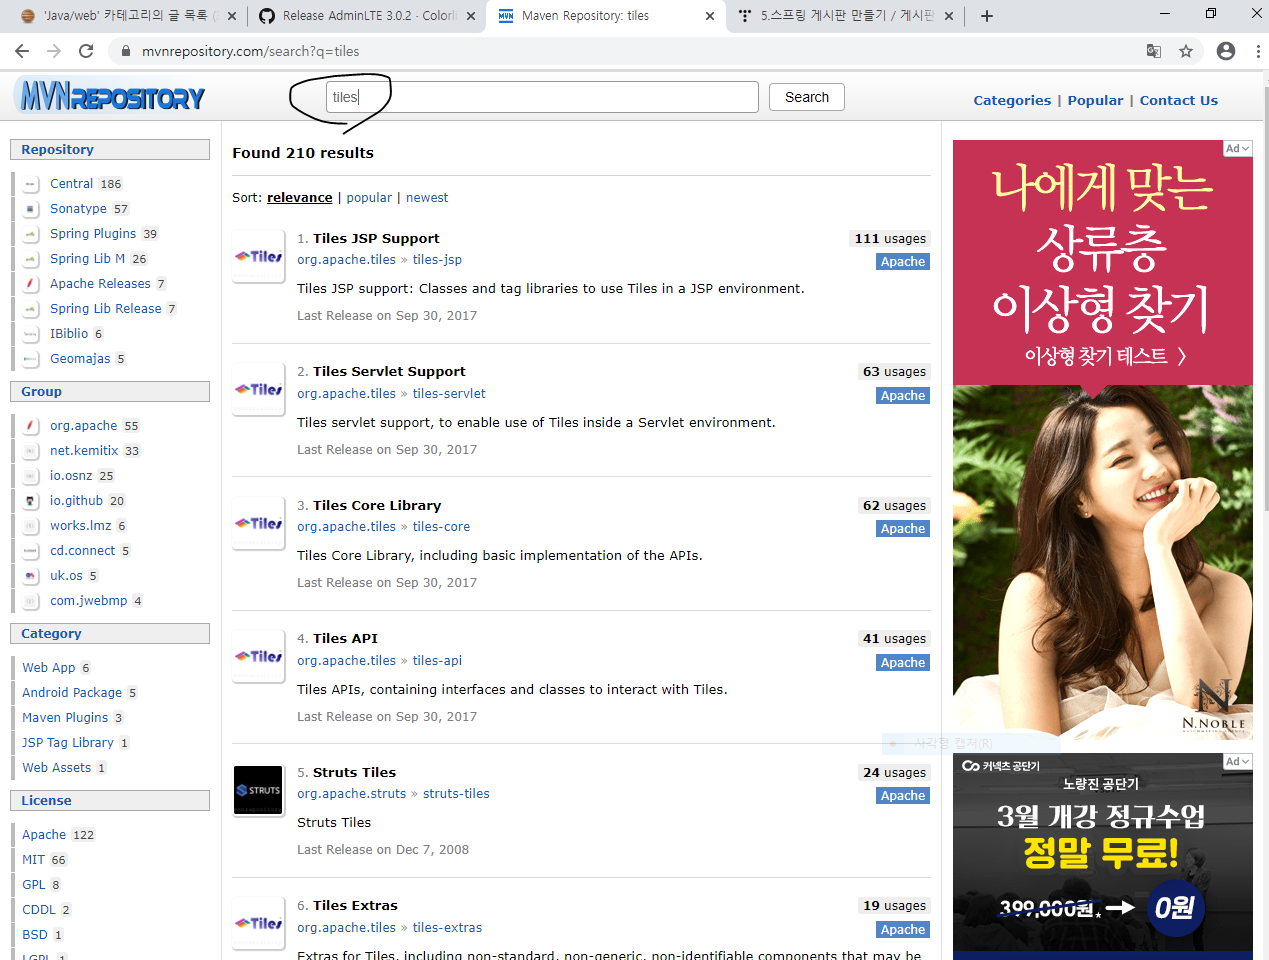 'Java/web' 카테고리의 글 목록
Release AdminLTE 3.0.2 · Colorli
Maven Repository: tiles
5.스프링 게시판 만들기 / 게시판
mvnrepository.com/search?q=tiles
MVNREPOSITORY
tiles
Search
Categories | Popular | Contact Us
Repository
Central 186
Sonatype 57
Spring Plugins 39
Spring Lib M 26
Apache Releases 7
Spring Lib Release 7
IBiblio 6
Geomajas 5
Group
org.apache 55
net.kemitix 33
io.osnz 25
io.github 20
works.lmz 6
cd.connect 5
uk.os 5
com.jwebmp 4
Category
Web App 6
Android Package 5
Maven Plugins 3
JSP Tag Library 1
Web Assets 1
License
Apache 122
MIT 66
GPL 8
CDDL 2
BSD 1
LGPL 1
Found 210 results
Sort: relevance | popular | newest
Tiles
1. Tiles JSP Support
111 usages
org.apache.tiles » tiles-jsp
Apache
Tiles JSP support: Classes and tag libraries to use Tiles in a JSP environment.
Last Release on Sep 30, 2017
Tiles
2. Tiles Servlet Support
63 usages
org.apache.tiles » tiles-servlet
Apache
Tiles servlet support, to enable use of Tiles inside a Servlet environment.
Last Release on Sep 30, 2017
Tiles
3. Tiles Core Library
62 usages
org.apache.tiles » tiles-core
Apache
Tiles Core Library, including basic implementation of the APIs.
Last Release on Sep 30, 2017
Tiles
4. Tiles API
41 usages
org.apache.tiles » tiles-api
Apache
Tiles APIs, containing interfaces and classes to interact with Tiles.
Last Release on Sep 30, 2017
STRUTS
5. Struts Tiles
24 usages
org.apache.struts » struts-tiles
Apache
Struts Tiles
Last Release on Dec 7, 2008
Tiles
6. Tiles Extras
19 usages
org.apache.tiles » tiles-extras
Apache
Extras for Tiles, including non-standard, non-generic, non-identifiable components that may be
사각형 캡처(R)
Ad
나에게 맞는
상류층
이상형 찾기
이상형 찾기 테스트 〉
N
N.NOBLE
Ad
커넥츠 공단기
노량진 공단기
3월 개강 정규수업
정말 무료!
399,000원* → 0원